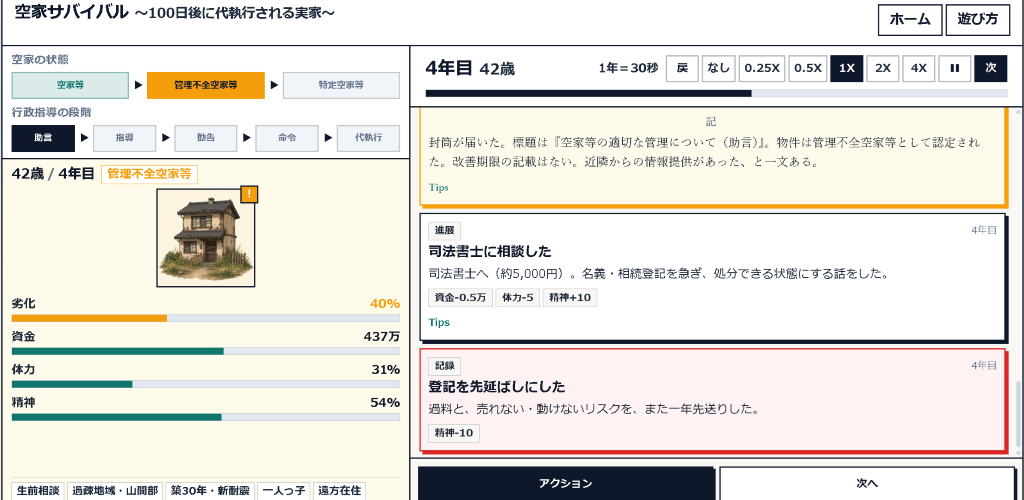 空家サバイバル ～100日後に代執行される実家～
ホーム 遊び方
空家の状態
空家等 ▶ 管理不全空家等 ▶ 特定空家等
行政指導の段階
助言 ▶ 指導 ▶ 勧告 ▶ 命令 ▶ 代執行
42歳 / 4年目 管理不全空家等
!
劣化 40%
資金 437万
体力 31%
精神 54%
生前相談 過疎地域・山間部 築30年・新耐震 一人っ子 遠方在住
4年目 42歳
1年＝30秒 戻 なし 0.25X 0.5X 1X 2X 4X 次
記
封筒が届いた。標題は『空家等の適切な管理について（助言）』。物件は管理不全空家等として認定され
た。改善期限の記載はない。近隣からの情報提供があった、と一文ある。
Tips
進展 4年目
司法書士に相談した
司法書士へ（約5,000円）。名義・相続登記を急ぎ、処分できる状態にする話をした。
資金-0.5万 体力-5 精神+10
Tips
記録 4年目
登記を先延ばしにした
過料と、売れない・動けないリスクを、また一年先送りした。
精神-10
アクション 次へ